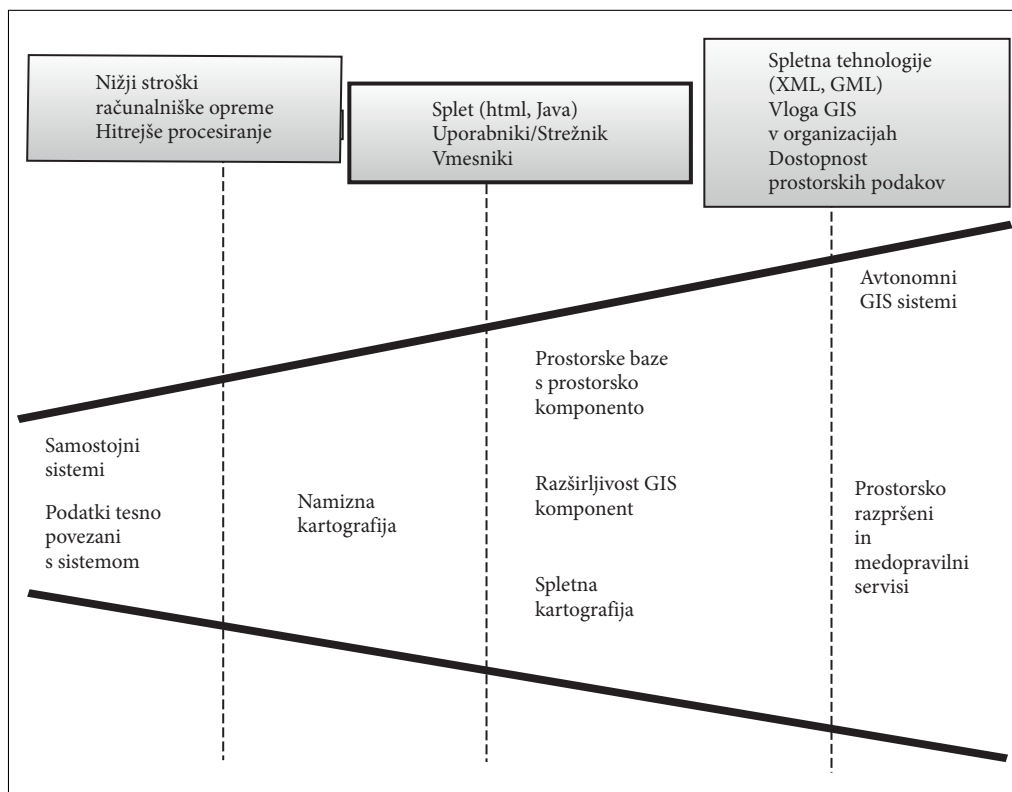 Nižji stroški
računalniške opreme
Hitrejše procesiranje
Splet (html, Java)
Uporabniki/Strežnik
Vmesniki
Spletna tehnologije
(XML, GML)
Vloga GIS
v organizacijah
Dostopnost
prostorskih podakov
Avtonomni
GIS sistemi
Prostorske baze
s prostorsko
komponento
Samostojni
sistemi
Podatki tesno
povezani
s sistemom
Namizna
kartografija
Razširljivost GIS
komponent
Spletna
kartografija
Prostorsko
razpršeni
in
medopravilni
servisi